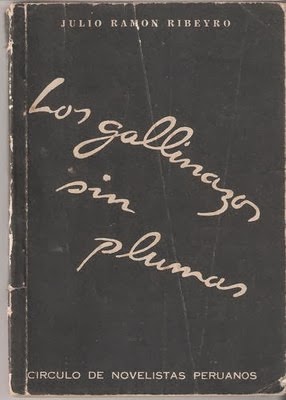 JULIO RAMON RIBEYRO
Los gallinazos
sin
plumas
CIRCULO DE NOVELISTAS PERUANOS